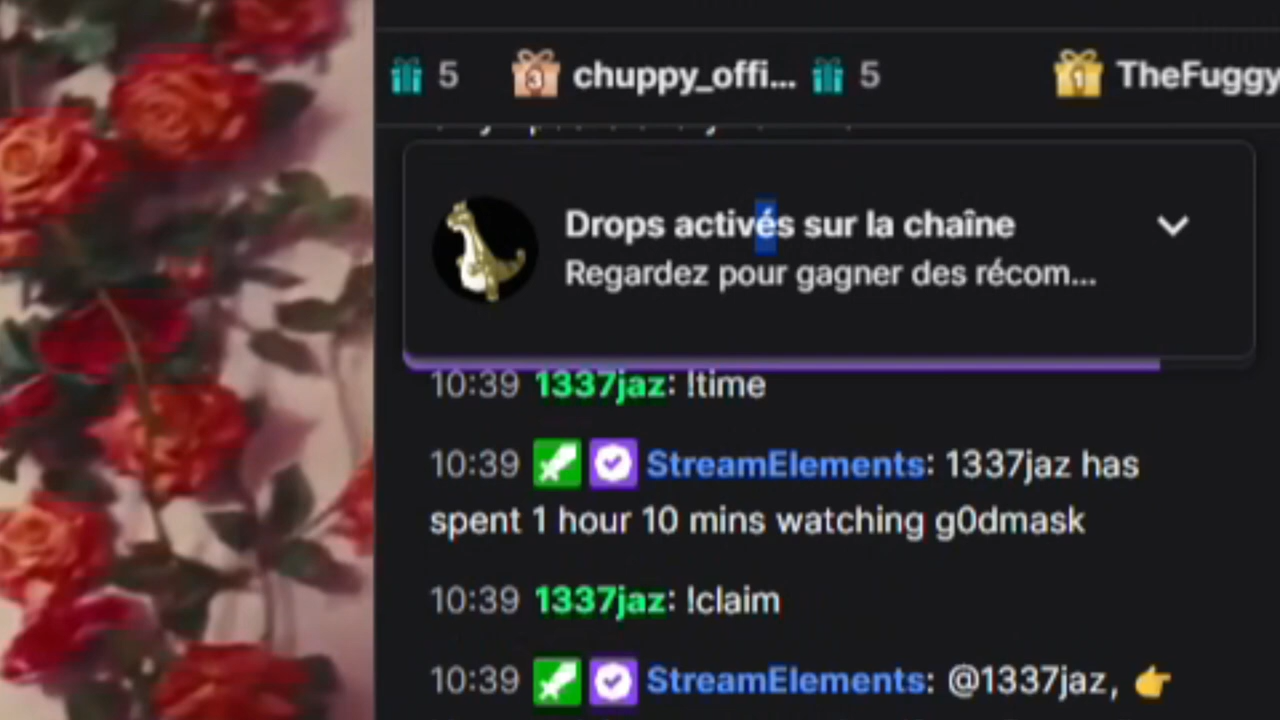 5 3 chuppy_offi... 5 1 TheFuggy
Drops activés sur la chaîne
Regardez pour gagner des récom...
10:39 1337jaz: !time
10:39 StreamElements: 1337jaz has
spent 1 hour 10 mins watching g0dmask
10:39 1337jaz: !claim
10:39 StreamElements: @1337jaz, 👉